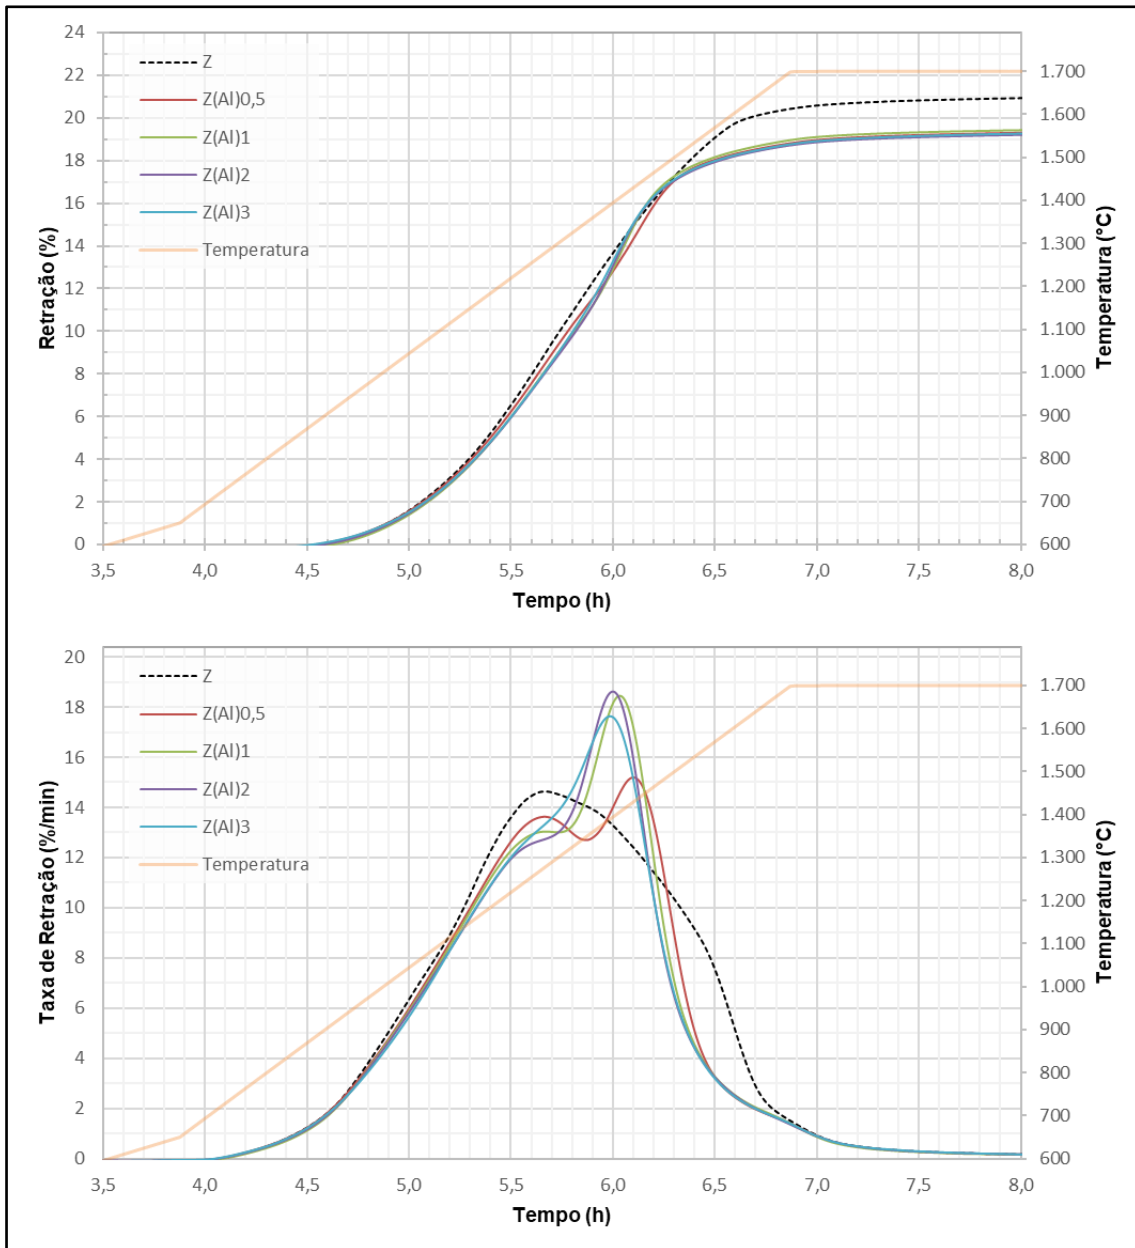 24
22
20
18
16
14
12
10
8
6
4
2
0
Retração (%)
Z
Z(Al)0,5
Z(Al)1
Z(Al)2
Z(Al)3
Temperatura
1.700
1.600
1.500
1.400
1.300
1.200
1.100
1.000
900
800
700
600
Temperatura (°C)
3,5 4,0 4,5 5,0 5,5 6,0 6,5 7,0 7,5 8,0
Tempo (h)
20
18
16
14
12
10
8
6
4
2
0
Taxa de Retração (%/min)
Z
Z(Al)0,5
Z(Al)1
Z(Al)2
Z(Al)3
Temperatura
1.700
1.600
1.500
1.400
1.300
1.200
1.100
1.000
900
800
700
600
Temperatura (°C)
3,5 4,0 4,5 5,0 5,5 6,0 6,5 7,0 7,5 8,0
Tempo (h)